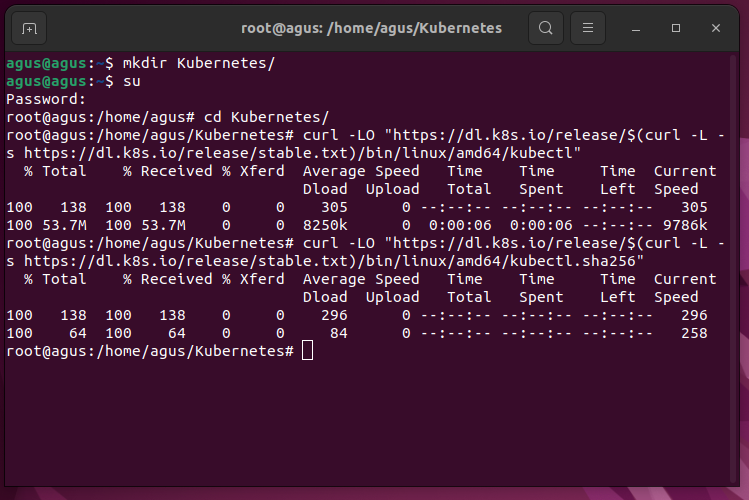 root@agus: /home/agus/Kubernetes
agus@agus:~$ mkdir Kubernetes/
agus@agus:~$ su
Password:
root@agus:/home/agus# cd Kubernetes/
root@agus:/home/agus/Kubernetes# curl -LO "https://dl.k8s.io/release/$(curl -L -
s https://dl.k8s.io/release/stable.txt)/bin/linux/amd64/kubectl"
  % Total    % Received % Xferd  Average Speed   Time    Time     Time  Current
                                 Dload  Upload   Total   Spent    Left  Speed
100   138  100   138    0     0    305      0 --:--:-- --:--:-- --:--:--   305
100 53.7M  100 53.7M    0     0  8250k      0  0:00:06  0:00:06 --:--:-- 9786k
root@agus:/home/agus/Kubernetes# curl -LO "https://dl.k8s.io/release/$(curl -L -
s https://dl.k8s.io/release/stable.txt)/bin/linux/amd64/kubectl.sha256"
  % Total    % Received % Xferd  Average Speed   Time    Time     Time  Current
                                 Dload  Upload   Total   Spent    Left  Speed
100   138  100   138    0     0    296      0 --:--:-- --:--:-- --:--:--   296
100    64  100    64    0     0     84      0 --:--:-- --:--:-- --:--:--   258
root@agus:/home/agus/Kubernetes#